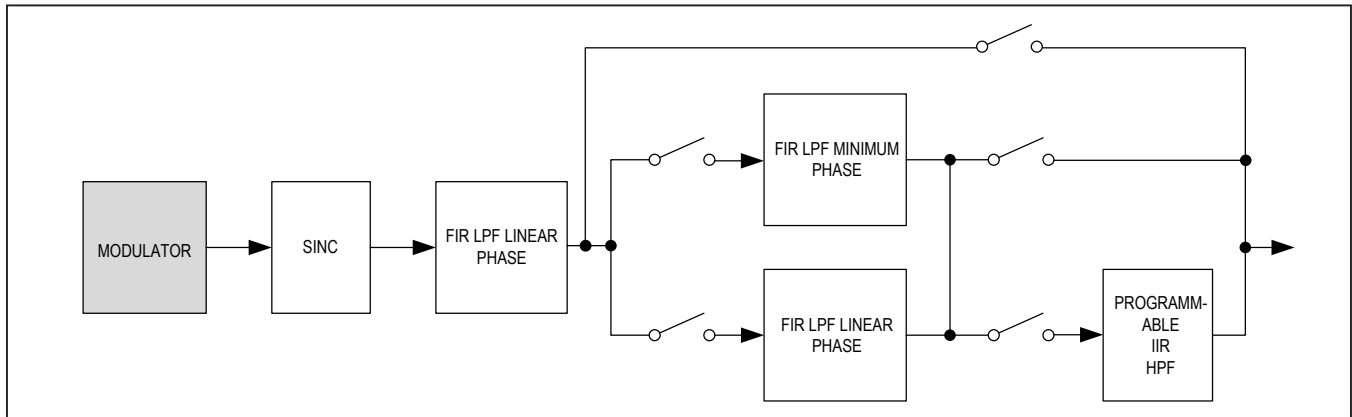 FIR LPF MINIMUM
PHASE
MODULATOR
SINC
FIR LPF LINEAR
PHASE
FIR LPF LINEAR
PHASE
PROGRAMM-
ABLE
IIR
HPF